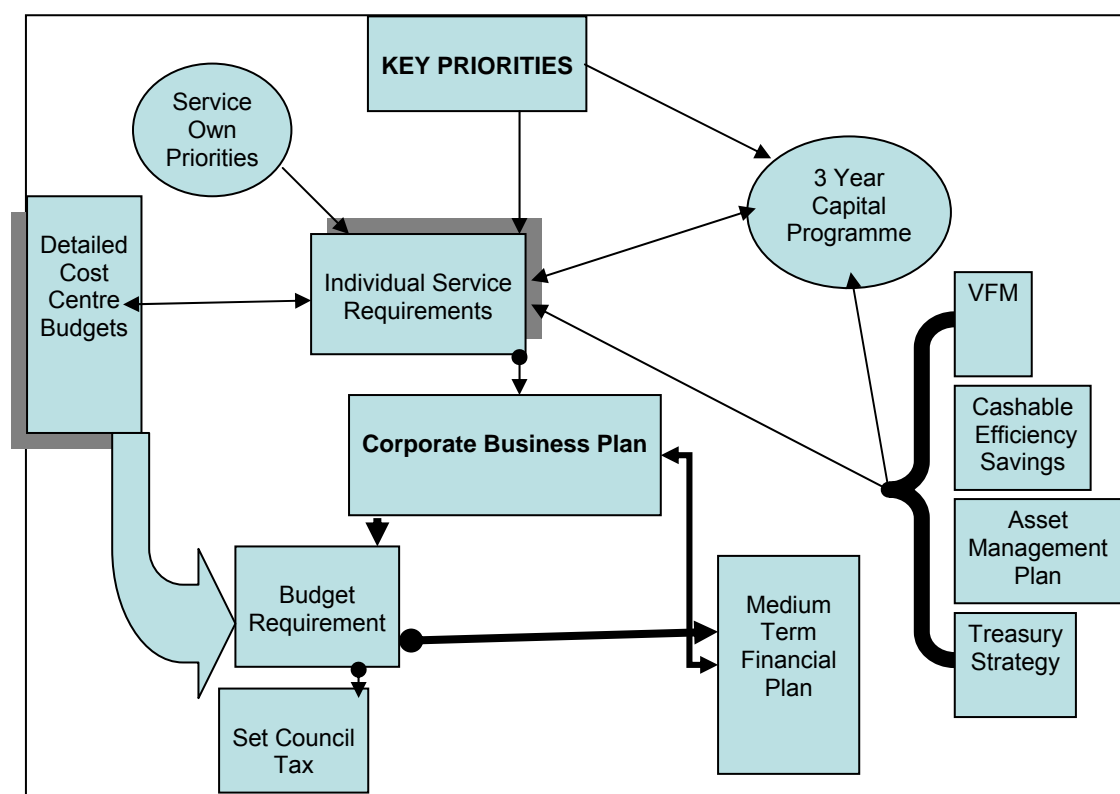 KEY PRIORITIES
Service
Own
Priorities
3 Year
Capital
Programme
Detailed
Cost
Centre
Budgets
Individual Service
Requirements
VFM
Cashable
Efficiency
Savings
Corporate Business Plan
Asset
Management
Plan
Budget
Requirement
Medium
Term
Financial
Plan
Treasury
Strategy
Set Council
Tax